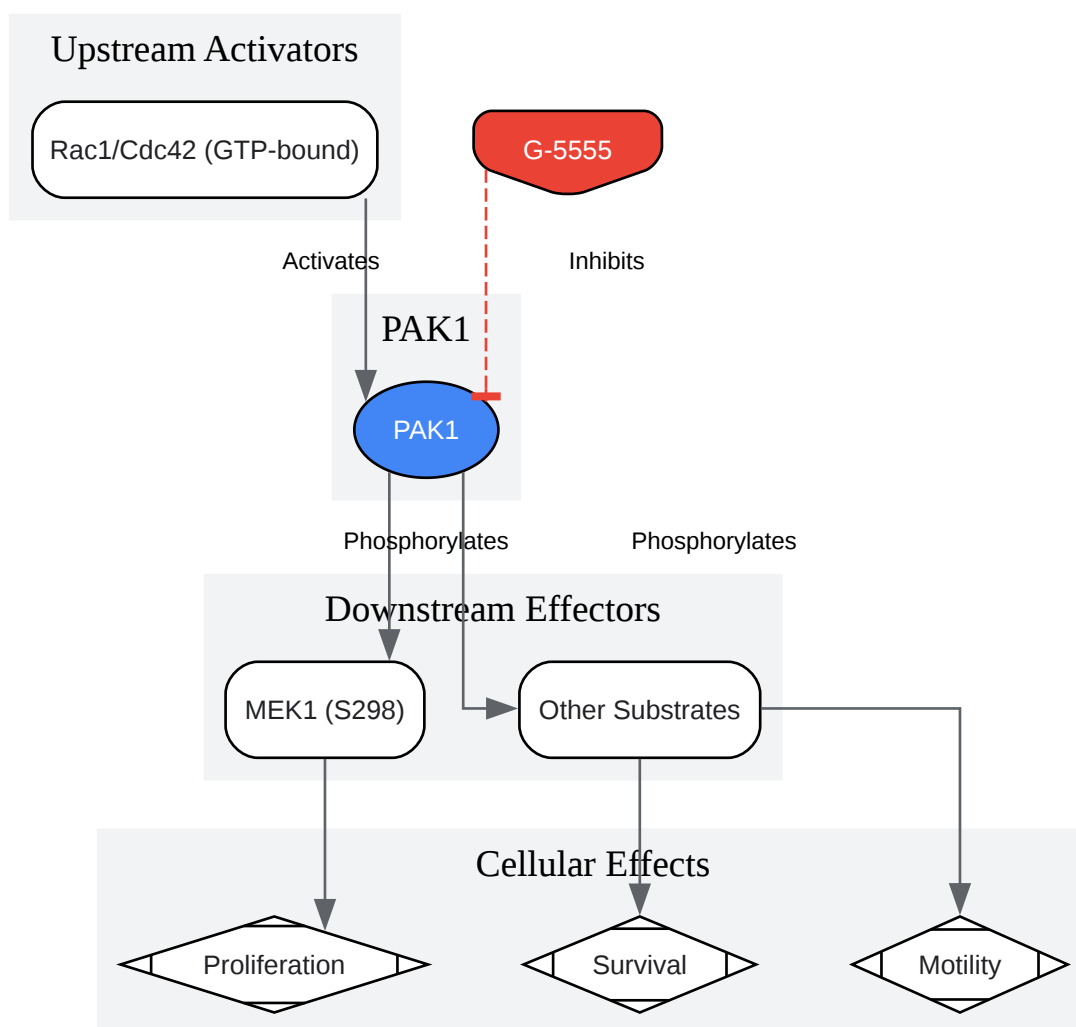 Upstream Activators
Rac1/Cdc42 (GTP-bound)
G-5555
Activates
Inhibits
PAK1
PAK1
Phosphorylates
Phosphorylates
Downstream Effectors
MEK1 (S298)
Other Substrates
Cellular Effects
Proliferation
Survival
Motility